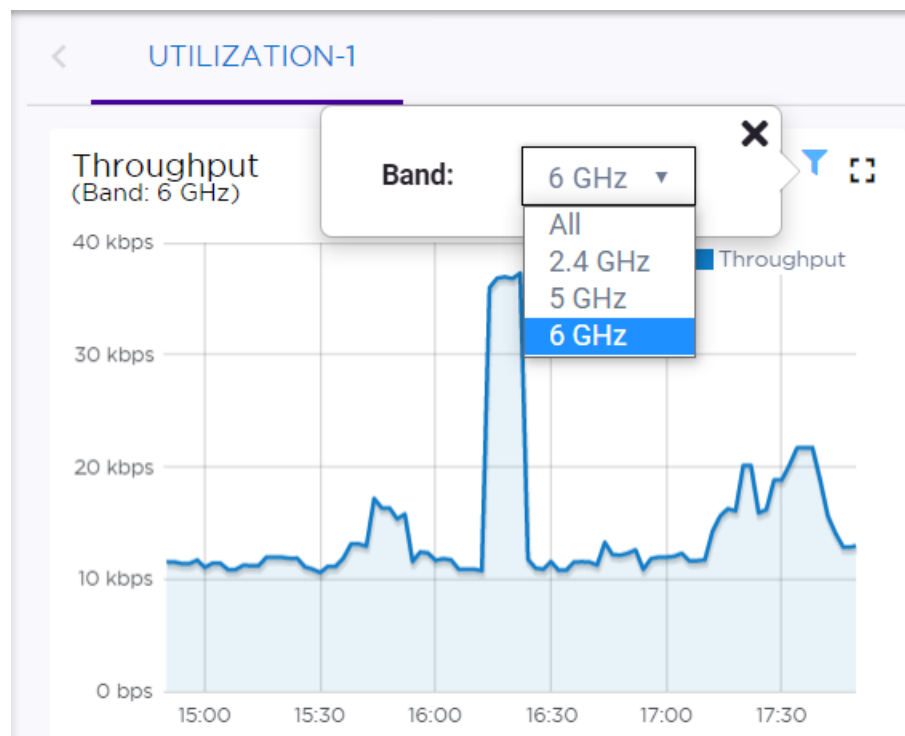 UTILIZATION-1
Throughput
(Band: 6 GHz)
Band:
6 GHz
All
2.4 GHz
5 GHz
6 GHz
Throughput
40 kbps
30 kbps
20 kbps
10 kbps
0 bps
15:00 15:30 16:00 16:30 17:00 17:30